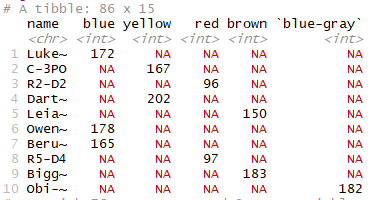 # A tibble: 86 x 15
name blue yellow red brown `blue-gray`
<chr> <int> <int> <int> <int> <int>
1 Luke~ 172 NA NA NA NA
2 C-3PO NA 167 NA NA NA
3 R2-D2 NA NA 96 NA NA
4 Dart~ NA 202 NA NA NA
5 Leia~ NA NA NA 150 NA
6 Owen~ 178 NA NA NA NA
7 Beru~ 165 NA NA NA NA
8 R5-D4 NA NA 97 NA NA
9 Bigg~ NA NA NA 183 NA
10 Obi-~ NA NA NA NA 182